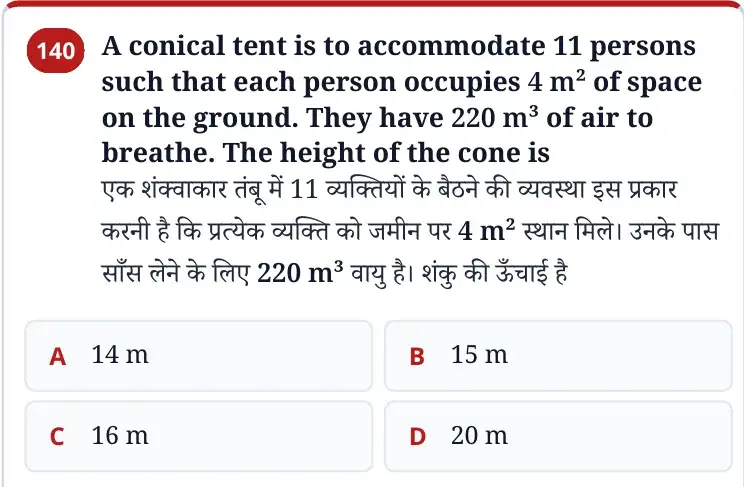 140 A conical tent is to accommodate 11 persons
such that each person occupies 4 m² of space
on the ground. They have 220 m³ of air to
breathe. The height of the cone is
एक शंक्वाकार तंबू में 11 व्यक्तियों के बैठने की व्यवस्था इस प्रकार
करनी है कि प्रत्येक व्यक्ति को जमीन पर 4 m² स्थान मिले। उनके पास
साँस लेने के लिए 220 m³ वायु है। शंकु की ऊँचाई है
A 14 m
B 15 m
C 16 m
D 20 m